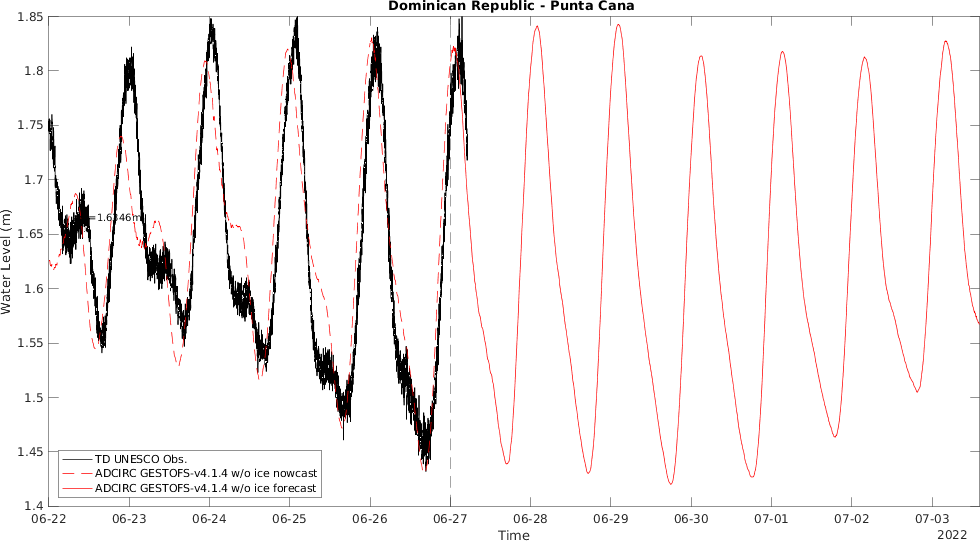 Dominican Republic - Punta Cana
1.85
1.8
1.75
1.7
1.65
1.6
1.55
1.5
1.45
1.4
Water Level (m)
=1.6346m
TD UNESCO Obs.
ADCIRC GESTOFS-v4.1.4 w/o ice nowcast
ADCIRC GESTOFS-v4.1.4 w/o ice forecast
06-22 06-23 06-24 06-25 06-26 06-27 06-28 06-29 06-30 07-01 07-02 07-03
Time
2022